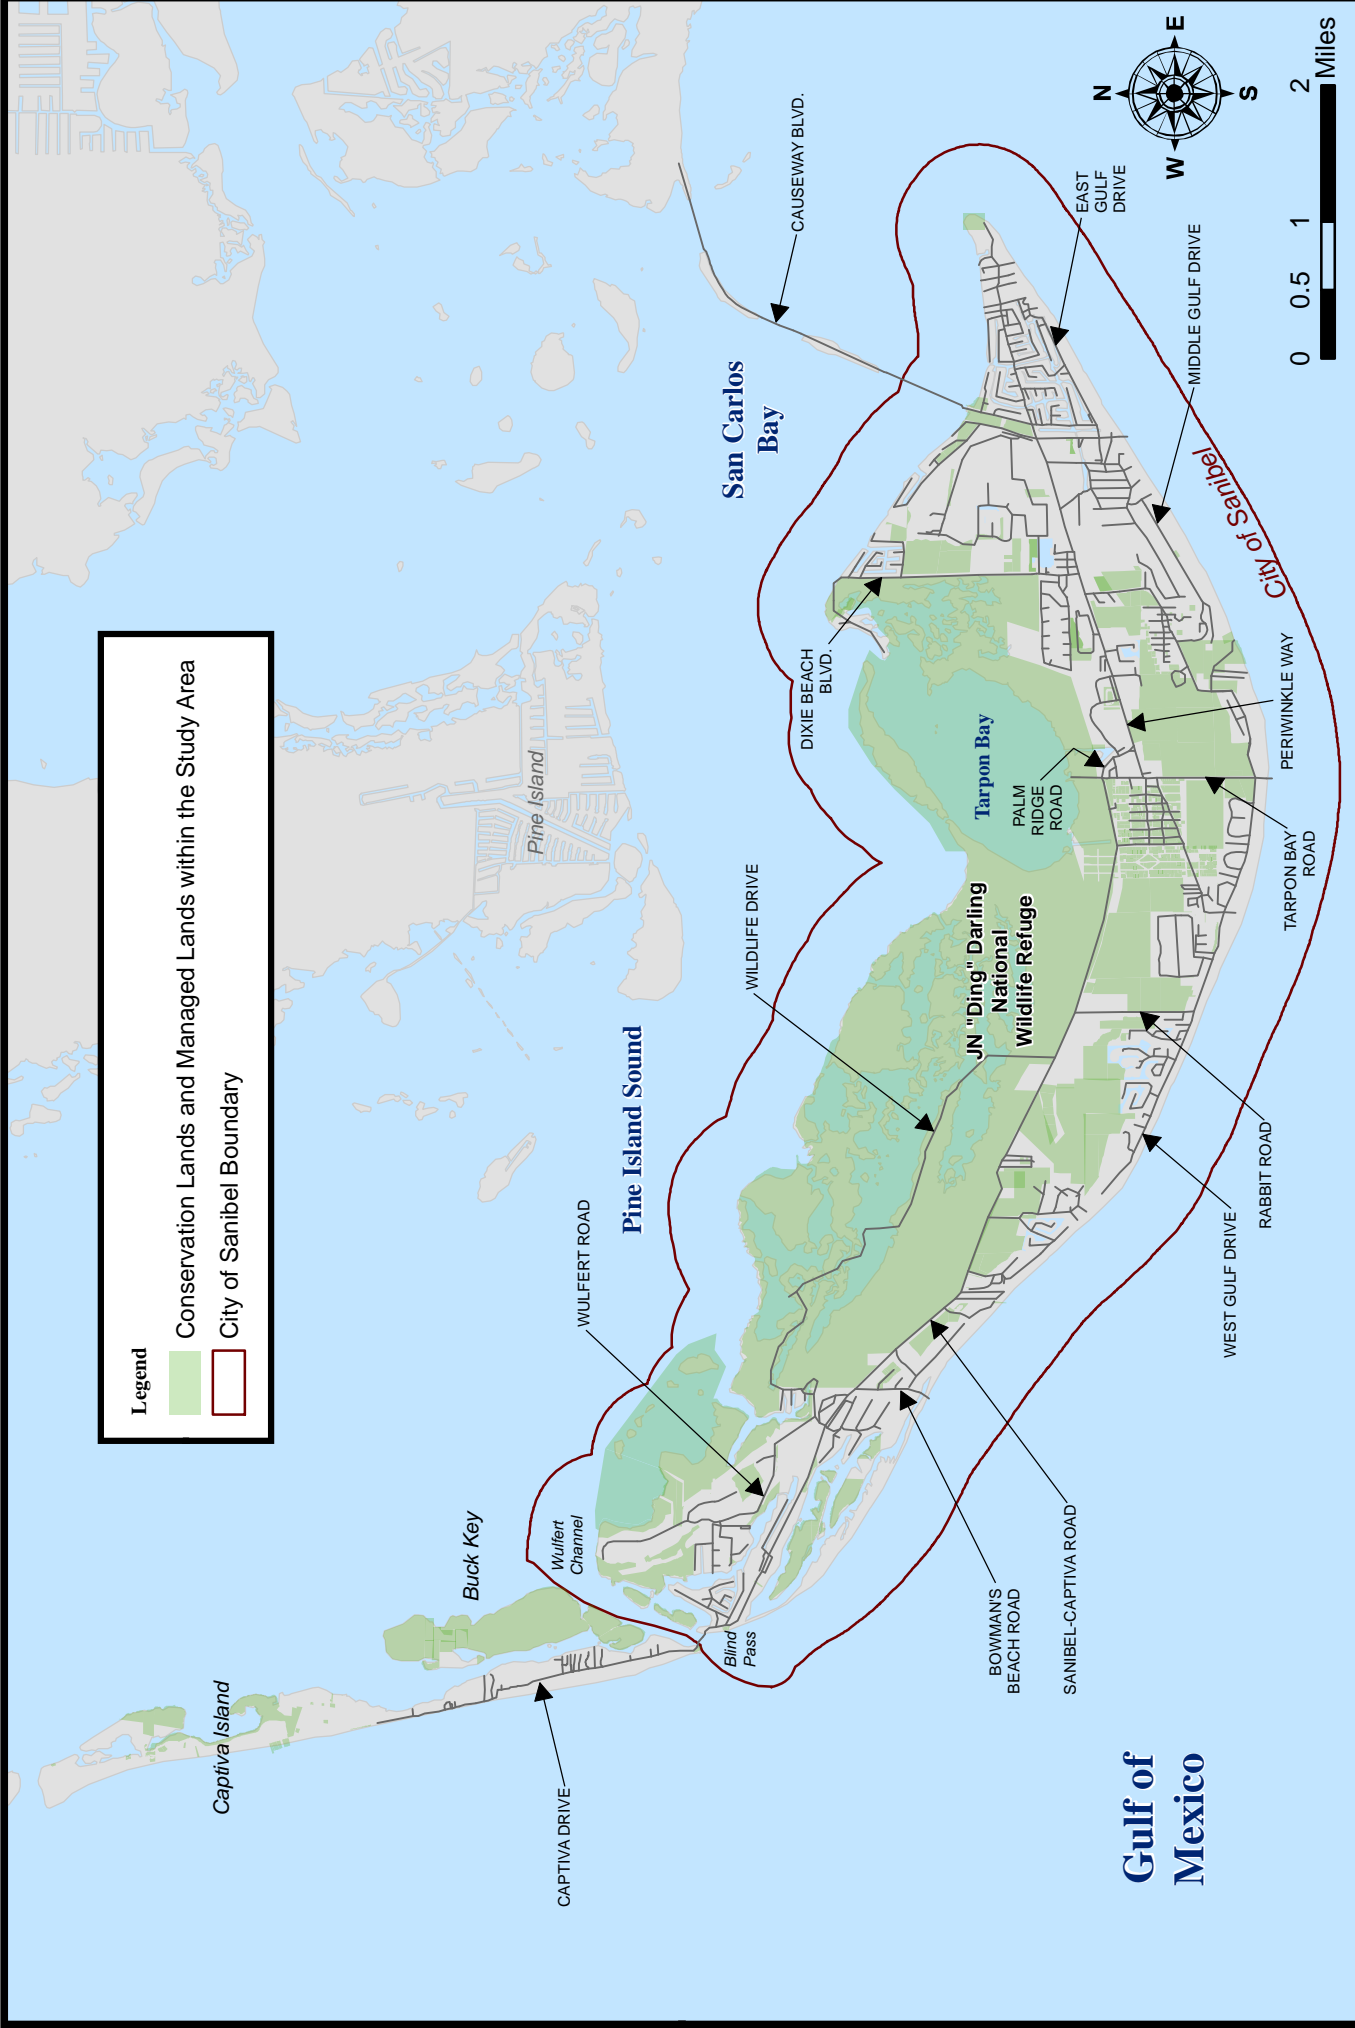 Legend
Conservation Lands and Managed Lands within the Study Area
City of Sanibel Boundary
Captiva Island
Buck Key
Pine Island
CAPTIVA DRIVE
Wulfert
Channel
WULFERT ROAD
Pine Island Sound
Blind
Pass
WILDLIFE DRIVE
San Carlos
Bay
CAUSEWAY BLVD.
DIXIE BEACH
BLVD.
Tarpon Bay
JN "Ding" Darling
National
Wildlife Refuge
PALM
RIDGE
ROAD
BOWMAN'S
BEACH ROAD
SANIBEL-CAPTIVA ROAD
EAST
GULF
DRIVE
MIDDLE GULF DRIVE
City of Sanibel
WEST GULF DRIVE
RABBIT ROAD
TARPON BAY
ROAD
PERIWINKLE WAY
Gulf of
Mexico
N
W
E
S
0 0.5 1 2
Miles